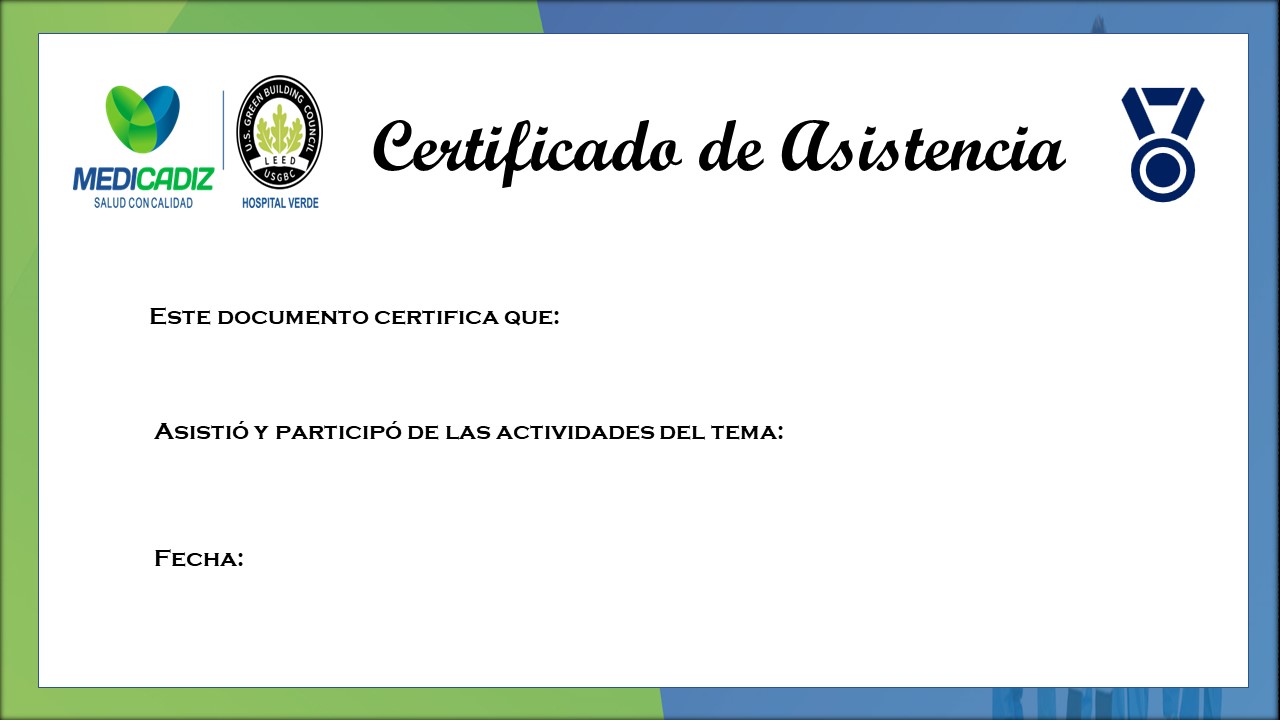 MEDICADIZ
SALUD CON CALIDAD
U.S. GREEN BUILDING COUNCIL
LEED
USGBC
HOSPITAL VERDE
Certificado de Asistencia
Este documento certifica que:
Asistió y participó de las actividades del tema:
Fecha: